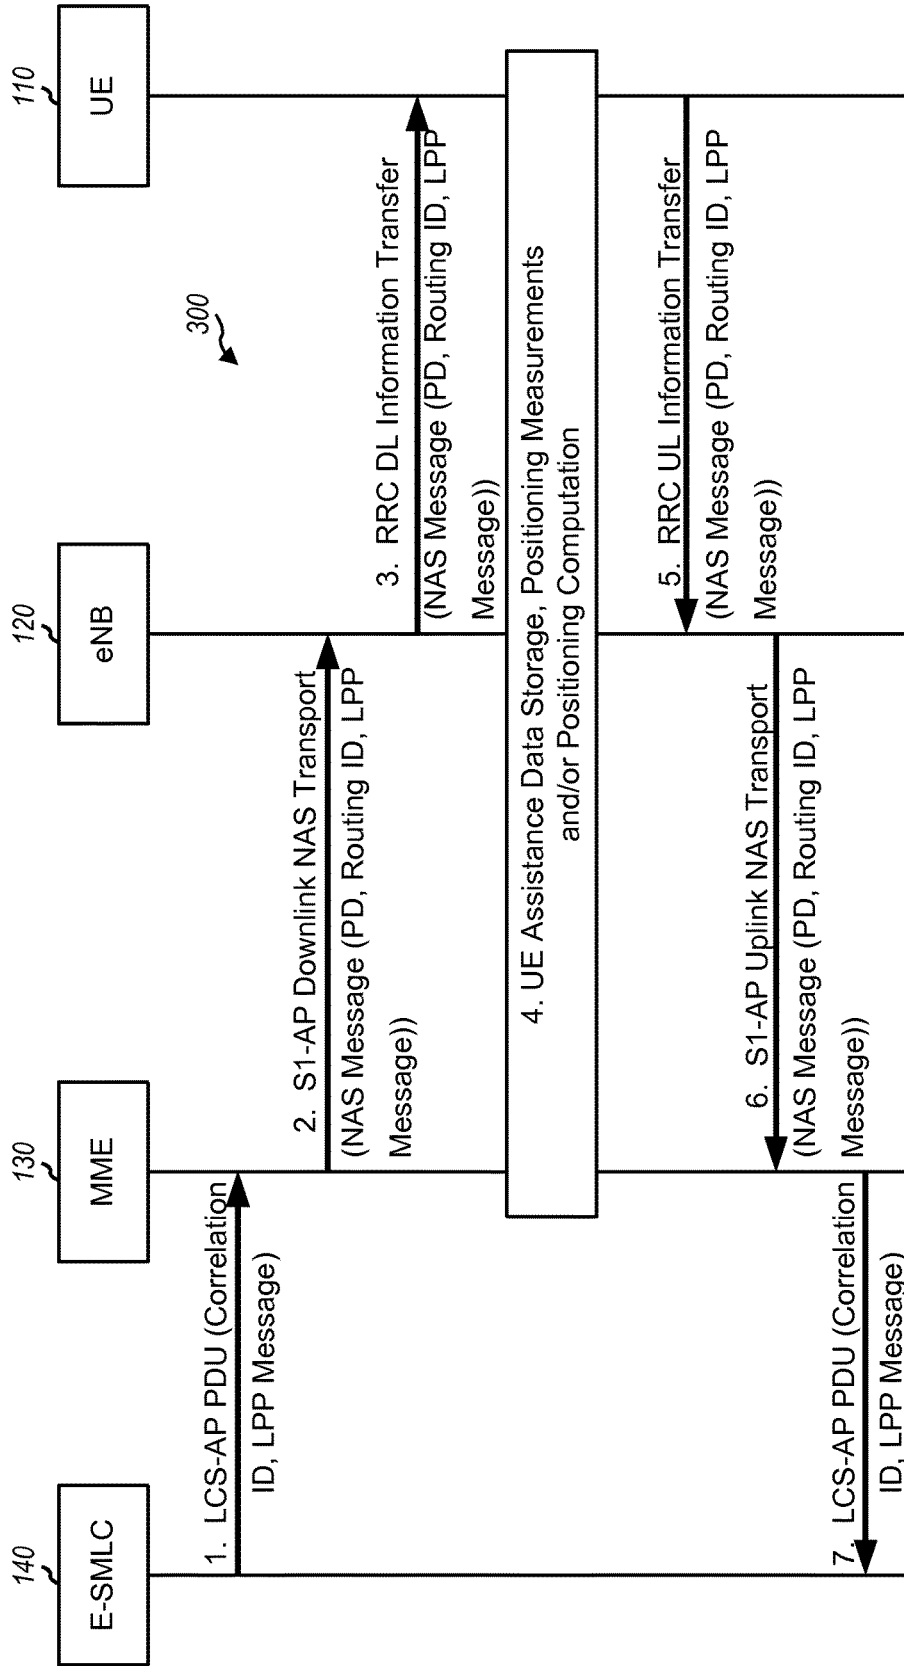 140
130
120
110
E-SMLC
MME
eNB
UE
300
1. LCS-AP PDU (Correlation
ID, LPP Message)
2. S1-AP Downlink NAS Transport
(NAS Message (PD, Routing ID, LPP
Message))
3. RRC DL Information Transfer
(NAS Message (PD, Routing ID, LPP
Message))
4. UE Assistance Data Storage, Positioning Measurements
and/or Positioning Computation
5. RRC UL Information Transfer
(NAS Message (PD, Routing ID, LPP
Message))
6. S1-AP Uplink NAS Transport
(NAS Message (PD, Routing ID, LPP
Message))
7. LCS-AP PDU (Correlation
ID, LPP Message)